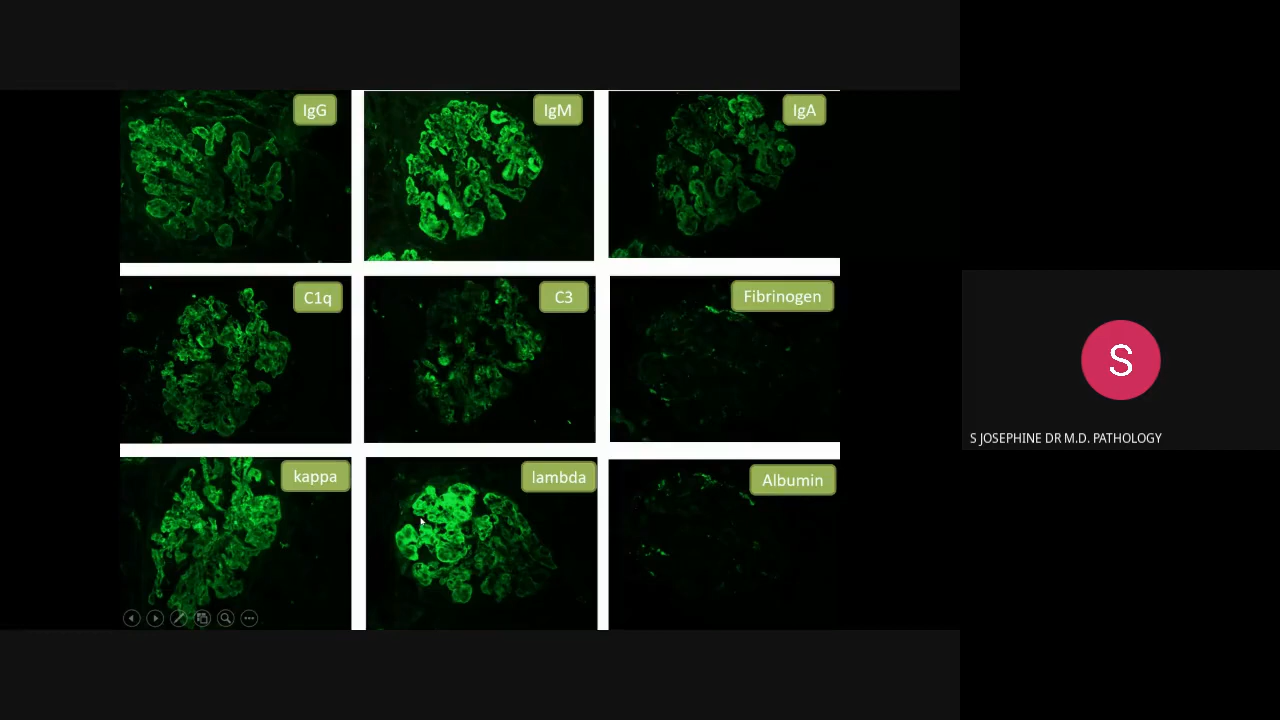 IgG
IgM
IgA
C1q
C3
Fibrinogen
kappa
lambda
Albumin
S
S JOSEPHINE DR M.D. PATHOLOGY